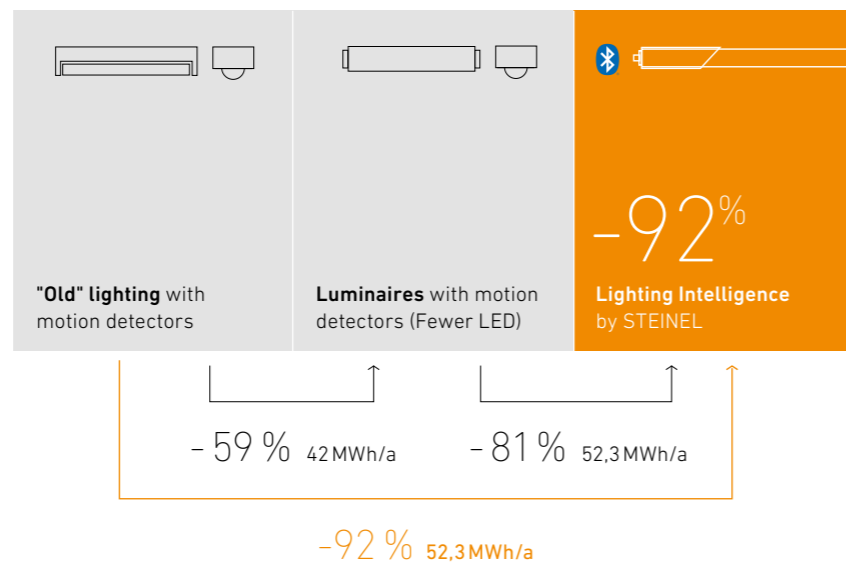 "Old" lighting with
motion detectors
Luminaires with motion
detectors (Fewer LED)
-92%
Lighting Intelligence
by STEINEL
- 59 % 42 MWh/a
- 81 % 52,3 MWh/a
-92 % 52,3 MWh/a